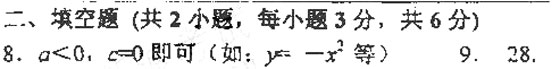 二、填空题 (共 2 小题，每小题 3 分，共 6 分)
8. a<0，c=0 即可（如：y= -x² 等） 9. 28.